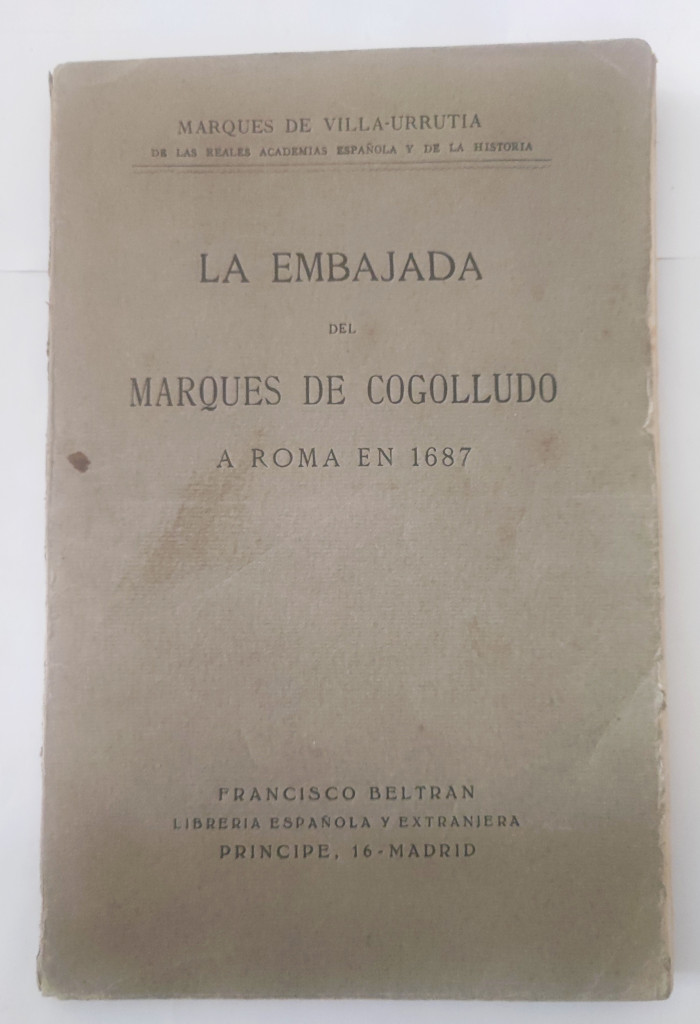 MARQUES DE VILLA-URRUTIA
DE LAS REALES ACADEMIAS ESPAÑOLA Y DE LA HISTORIA
LA EMBAJADA
DEL
MARQUES DE COGOLLUDO
A ROMA EN 1687
FRANCISCO BELTRAN
LIBRERIA ESPAÑOLA Y EXTRANJERA
PRINCIPE, 16-MADRID